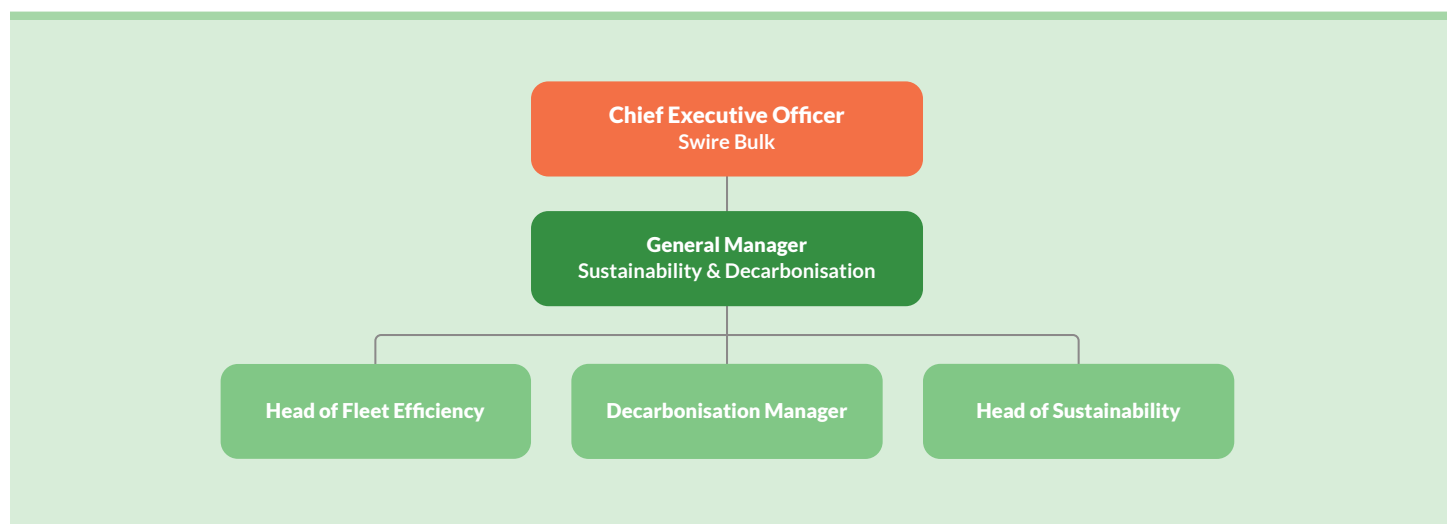 Chief Executive Officer
Swire Bulk
General Manager
Sustainability & Decarbonisation
Head of Fleet Efficiency
Decarbonisation Manager
Head of Sustainability